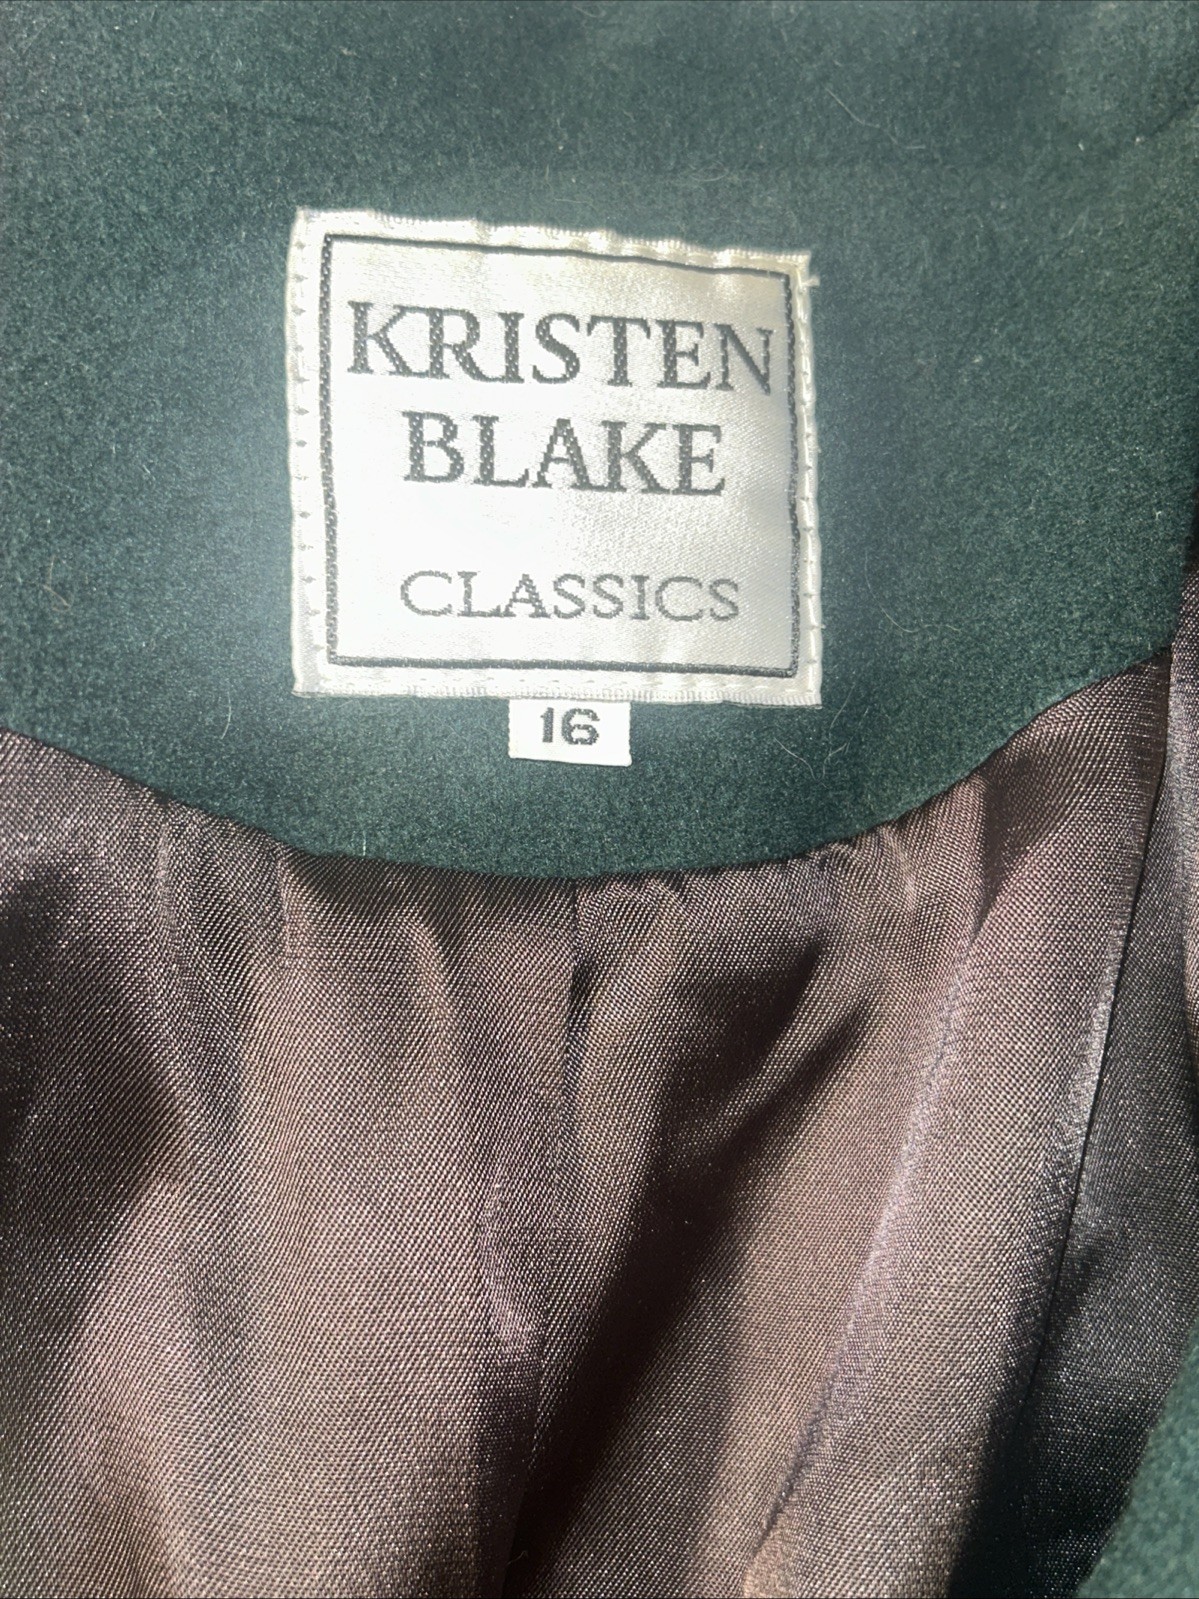 KRISTEN
BLAKE
CLASSICS
16